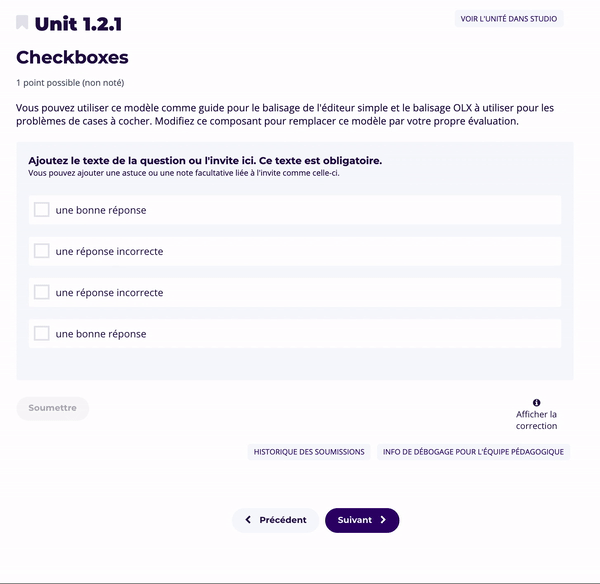 Unit 1.2.1
VOIR L'UNITÉ DANS STUDIO
Checkboxes
1 point possible (non noté)
Vous pouvez utiliser ce modèle comme guide pour le balisage de l'éditeur simple et le balisage OLX à utiliser pour les
problèmes de cases à cocher. Modifiez ce composant pour remplacer ce modèle par votre propre évaluation.
Ajoutez le texte de la question ou l'invite ici. Ce texte est obligatoire.
Vous pouvez ajouter une astuce ou une note facultative liée à l'invite comme celle-ci.
une bonne réponse
une réponse incorrecte
une réponse incorrecte
une bonne réponse
Soumettre
Afficher la
correction
HISTORIQUE DES SOUMISSIONS
INFO DE DÉBOGAGE POUR L'ÉQUIPE PÉDAGOGIQUE
Précédent
Suivant